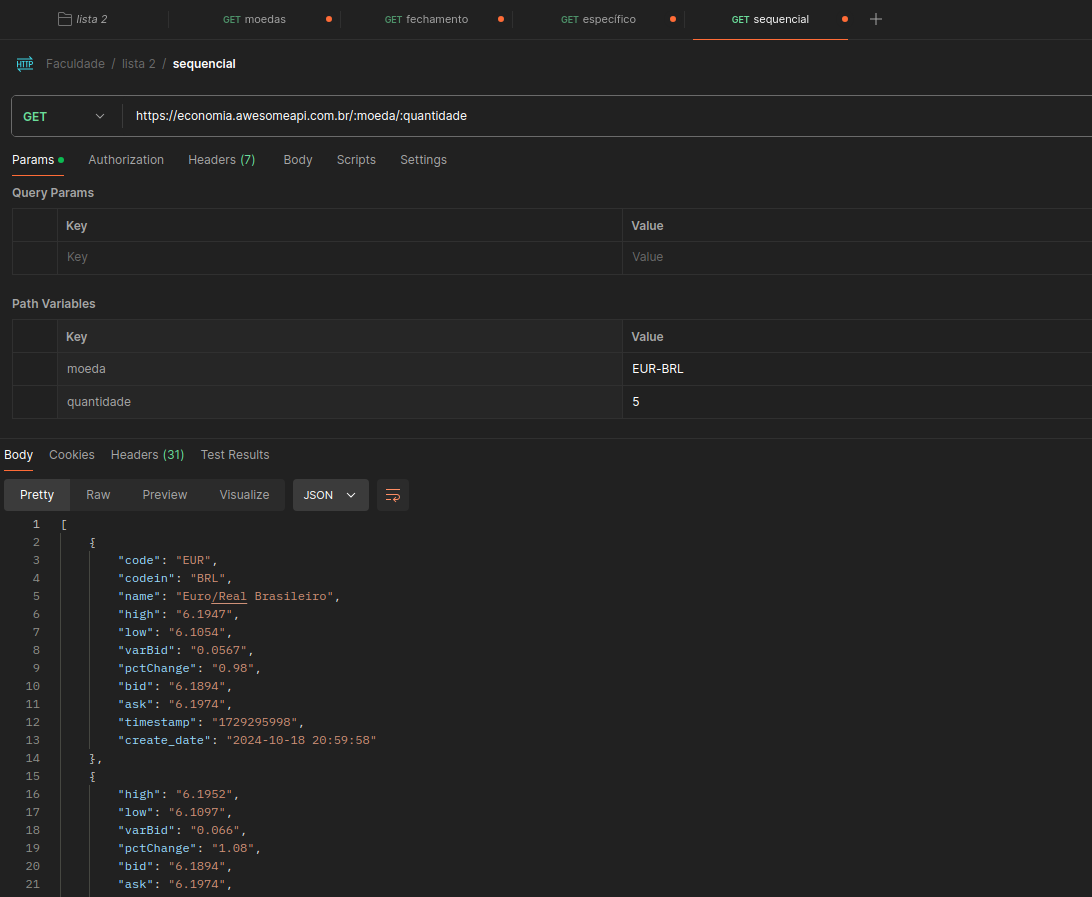 lista 2 GET moedas GET fechamento GET específico GET sequencial
HTTP Faculdade / lista 2 / sequencial
GET https://economia.awesomeapi.com.br/:moeda/:quantidade
Params Authorization Headers (7) Body Scripts Settings
Query Params
Key Value
Key Value
Path Variables
Key Value
moeda EUR-BRL
quantidade 5
Body Cookies Headers (31) Test Results
Pretty Raw Preview Visualize JSON
1 [
2 {
3 "code": "EUR",
4 "codein": "BRL",
5 "name": "Euro/Real Brasileiro",
6 "high": "6.1947",
7 "low": "6.1054",
8 "varBid": "0.0567",
9 "pctChange": "0.98",
10 "bid": "6.1894",
11 "ask": "6.1974",
12 "timestamp": "1729295998",
13 "create_date": "2024-10-18 20:59:58"
14 },
15 {
16 "high": "6.1952",
17 "low": "6.1097",
18 "varBid": "0.066",
19 "pctChange": "1.08",
20 "bid": "6.1894",
21 "ask": "6.1974",